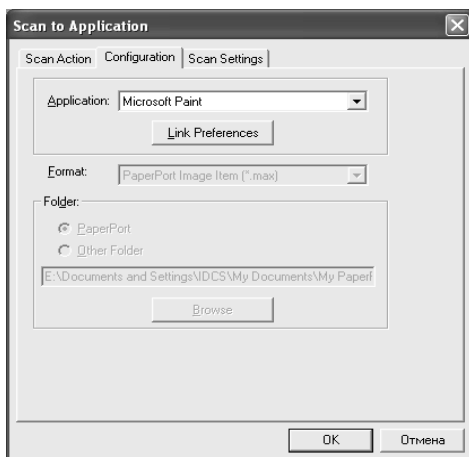 Scan to Application
Scan Action Configuration Scan Settings
Application: Microsoft Paint
Link Preferences
Format: PaperPort Image Item (*.max)
Folder:
PaperPort
Other Folder
E:\Documents and Settings\IDCS\My Documents\My PaperF
Browse
OK Отмена